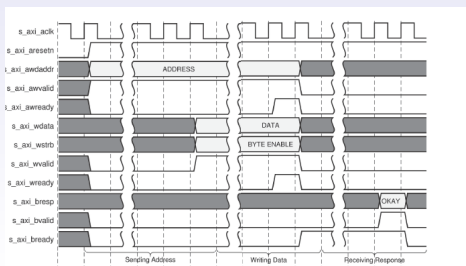 s_axi_aclk
s_axi_aresetn
s_axi_awdaddr ADDRESS
s_axi_awvalid
s_axi_awready
s_axi_wdata DATA
s_axi_wstrb BYTE ENABLE
s_axi_wvalid
s_axi_wready
s_axi_bresp OKAY
s_axi_bvalid
s_axi_bready
Sending Address Writing Data Receiving Response